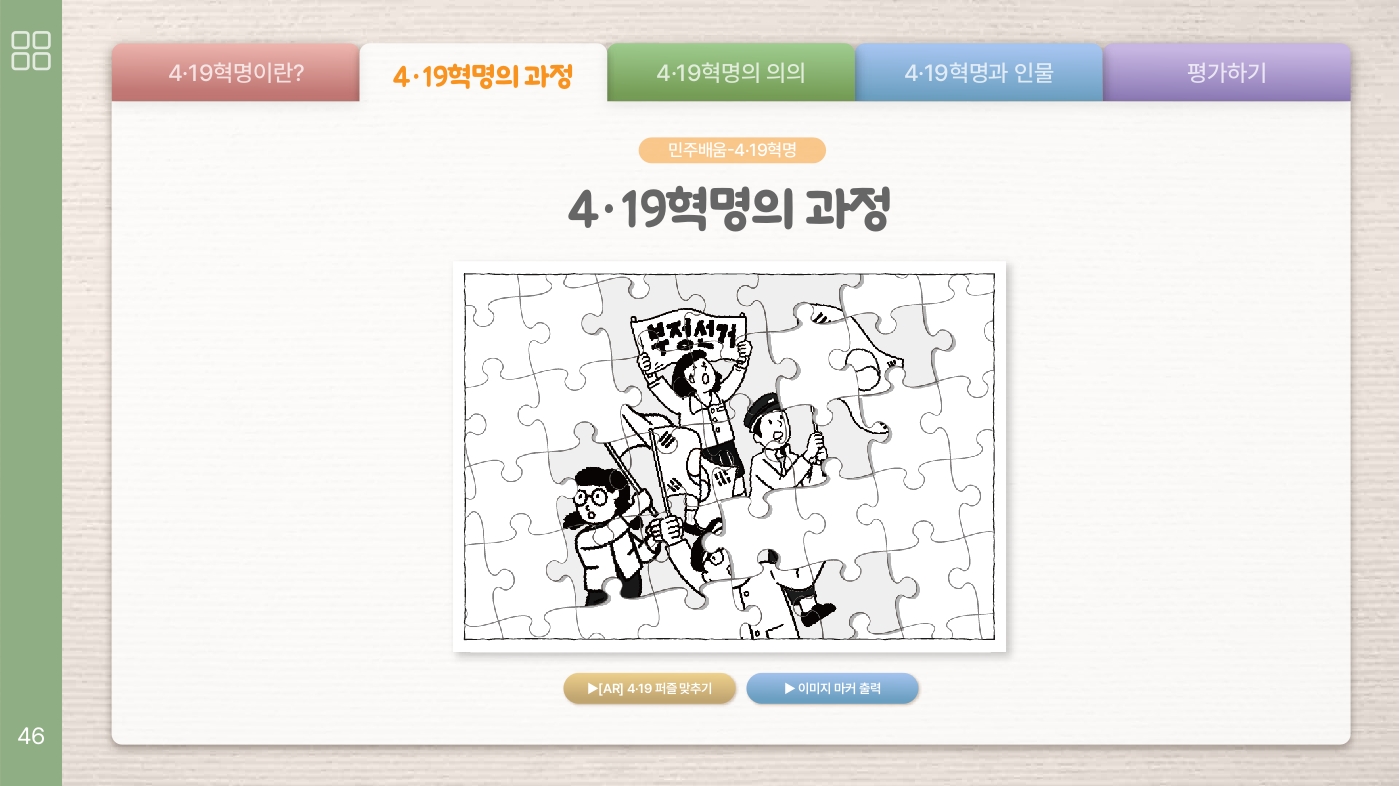 4·19혁명이란?
4·19혁명의 과정
4·19혁명의 의의
4·19혁명과 인물
평가하기
민주배움-4·19혁명
4·19혁명의 과정
부정선거
▶[AR] 4·19 퍼즐 맞추기
▶ 이미지 마커 출력
46